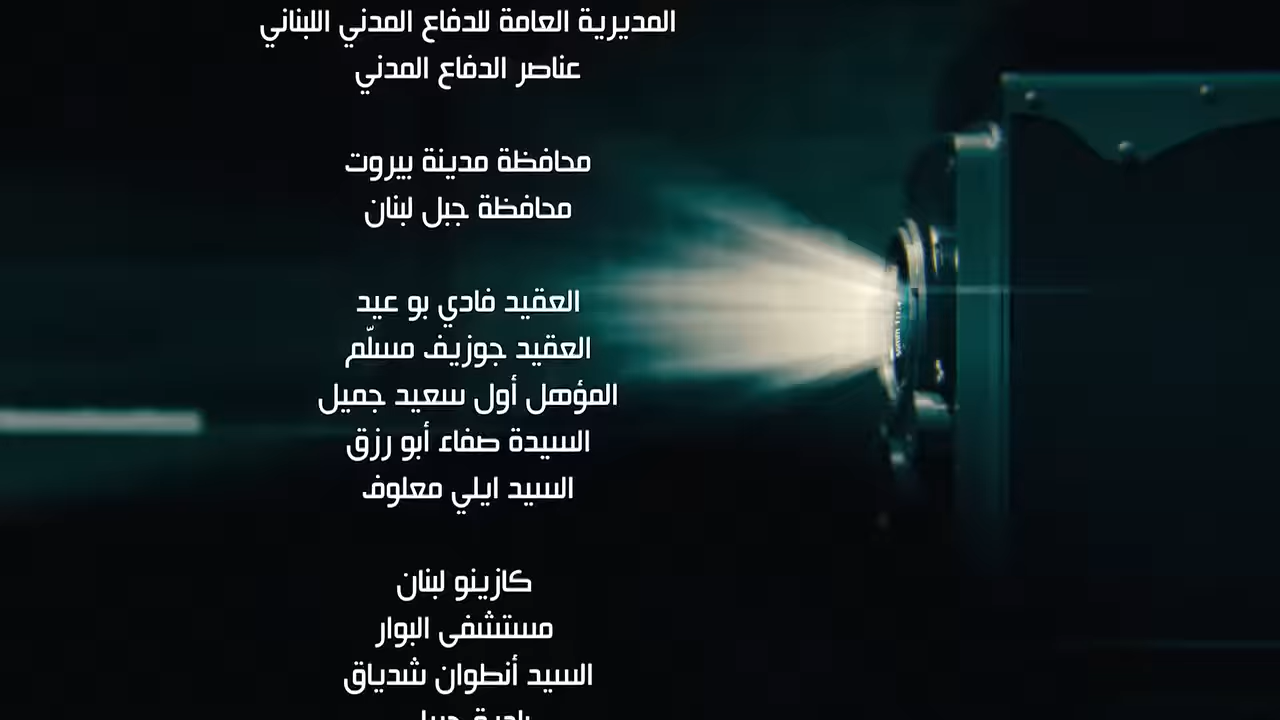 المديرية العامة للدفاع المدني اللبناني
عناصر الدفاع المدني
محافظة مدينة بيروت
محافظة جبل لبنان
العقيد فادي بو عيد
العقيد جوزيف مسلّم
المؤهل أول سعيد جميل
السيدة صفاء أبو رزق
السيد ايلي معلوف
كازينو لبنان
مستشفى البوار
السيد أنطوان شدياق